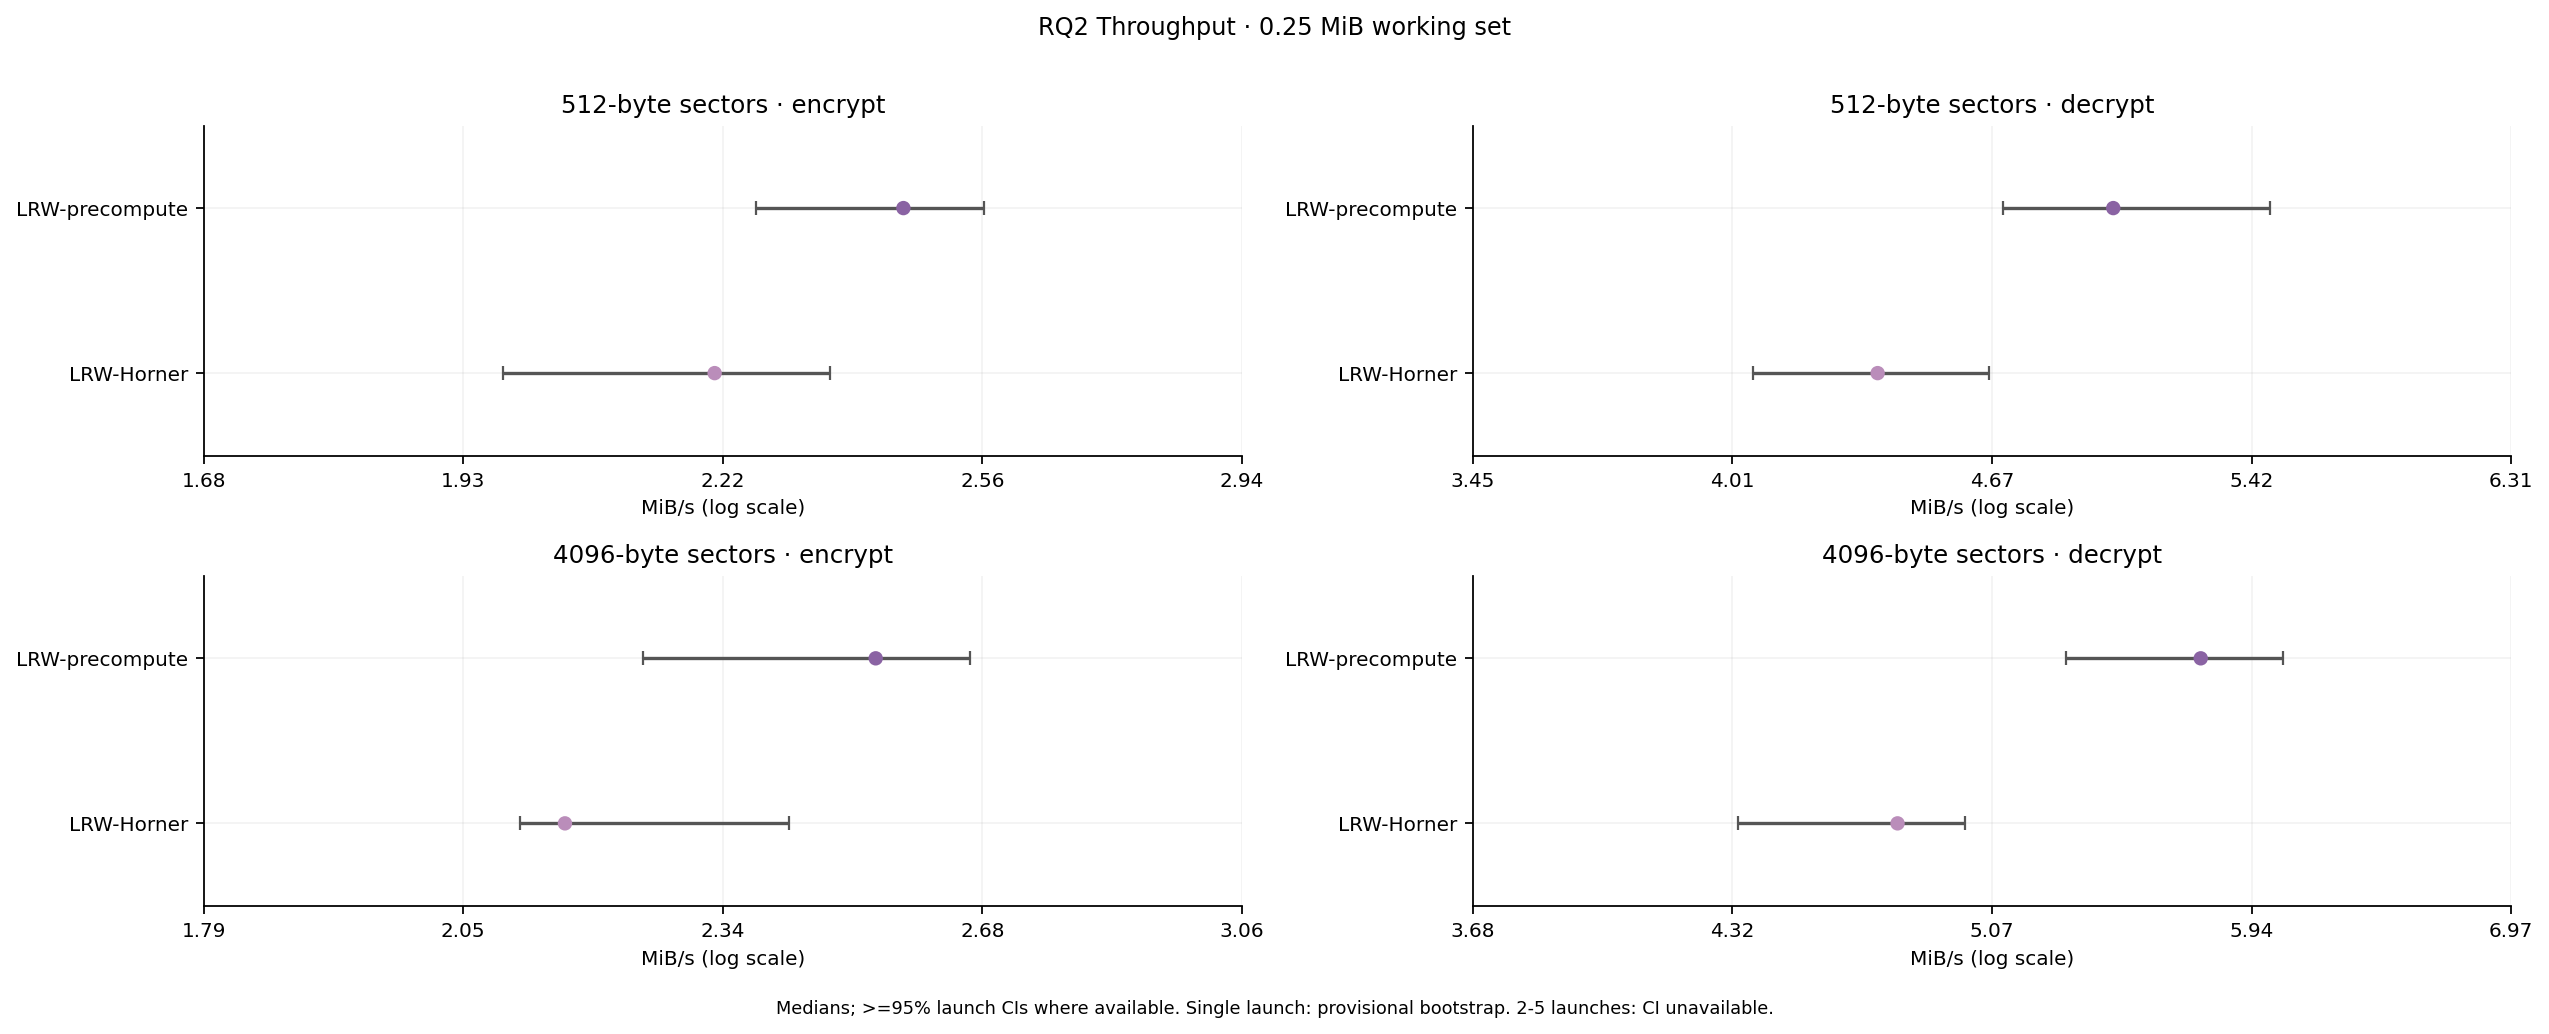 RQ2 Throughput · 0.25 MiB working set
512-byte sectors · encrypt
LRW-precompute
LRW-Horner
1.68 1.93 2.22 2.56 2.94
MiB/s (log scale)
512-byte sectors · decrypt
LRW-precompute
LRW-Horner
3.45 4.01 4.67 5.42 6.31
MiB/s (log scale)
4096-byte sectors · encrypt
LRW-precompute
LRW-Horner
1.79 2.05 2.34 2.68 3.06
MiB/s (log scale)
4096-byte sectors · decrypt
LRW-precompute
LRW-Horner
3.68 4.32 5.07 5.94 6.97
MiB/s (log scale)
Medians; >=95% launch CIs where available. Single launch: provisional bootstrap. 2-5 launches: CI unavailable.